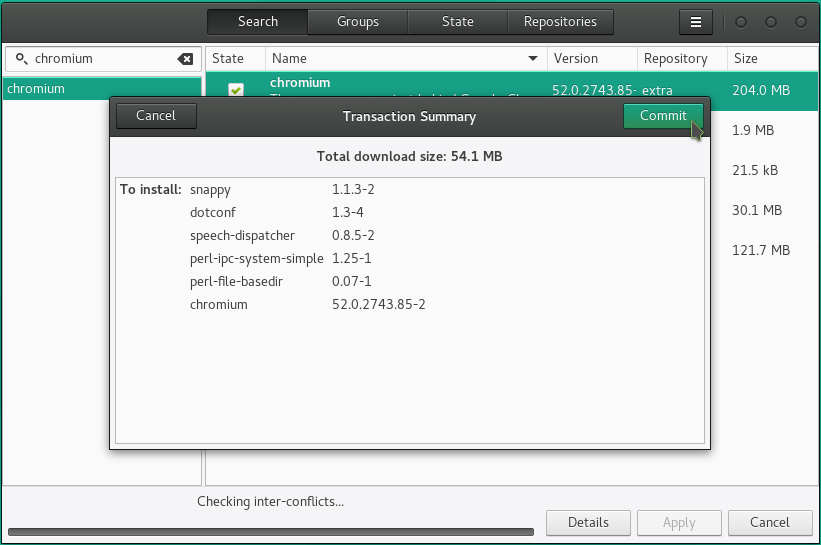 Search Groups State Repositories
chromium
State Name Version Repository Size
chromium
chromium 52.0.2743.85- extra 204.0 MB
Cancel Transaction Summary Commit
1.9 MB
Total download size: 54.1 MB
21.5 kB
To install: snappy 1.1.3-2
dotconf 1.3-4
30.1 MB
speech-dispatcher 0.8.5-2
121.7 MB
perl-ipc-system-simple 1.25-1
perl-file-basedir 0.07-1
chromium 52.0.2743.85-2
Checking inter-conflicts...
Details Apply Cancel